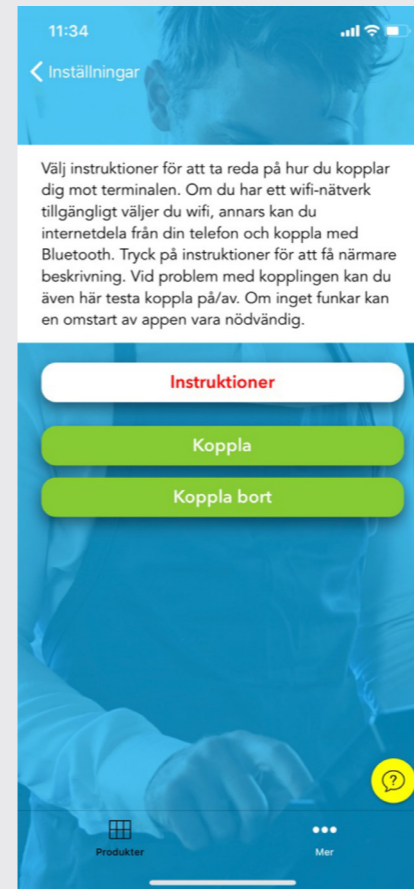 11:34
Inställningar
Välj instruktioner för att ta reda på hur du kopplar
dig mot terminalen. Om du har ett wifi-nätverk
tillgängligt väljer du wifi, annars kan du
internetdela från din telefon och koppla med
Bluetooth. Tryck på instruktioner för att få närmare
beskrivning. Vid problem med kopplingen kan du
även här testa koppla på/av. Om inget funkar kan
en omstart av appen vara nödvändig.
Instruktioner
Koppla
Koppla bort
?
Produkter
Mer